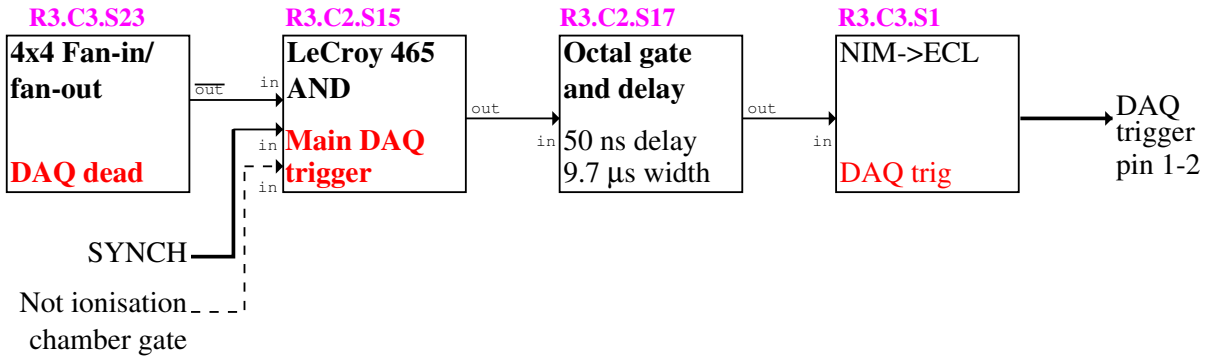 R3.C3.S23
4x4 Fan-in/
fan-out
DAQ dead
out
in
in
in
R3.C2.S15
LeCroy 465
AND
Main DAQ
trigger
out
in
R3.C2.S17
Octal gate
and delay
50 ns delay
9.7 μs width
out
in
R3.C3.S1
NIM->ECL
DAQ trig
DAQ
trigger
pin 1-2
SYNCH
Not ionisation
chamber gate